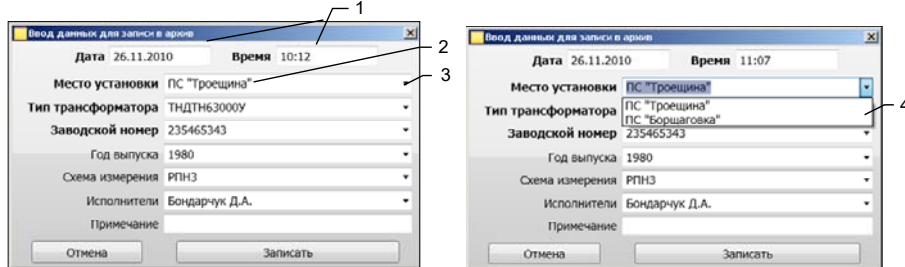 1
Ввод данных для записи в архив
Дата 26.11.2010 Время 10:12
2
Место установки ПС "Троещина"
3
Тип трансформатора ТНДТН63000У
Заводской номер 235465343
Год выпуска 1980
Схема измерения РПН3
Исполнители Бондарчук Д.А.
Примечание
Отмена Записать
Ввод данных для записи в архив
Дата 26.11.2010 Время 11:07
Место установки ПС "Троещина"
Тип трансформатора ПС "Троещина"
ПС "Борщаговка"
4
Заводской номер 235465343
Год выпуска 1980
Схема измерения РПН3
Исполнители Бондарчук Д.А.
Примечание
Отмена Записать